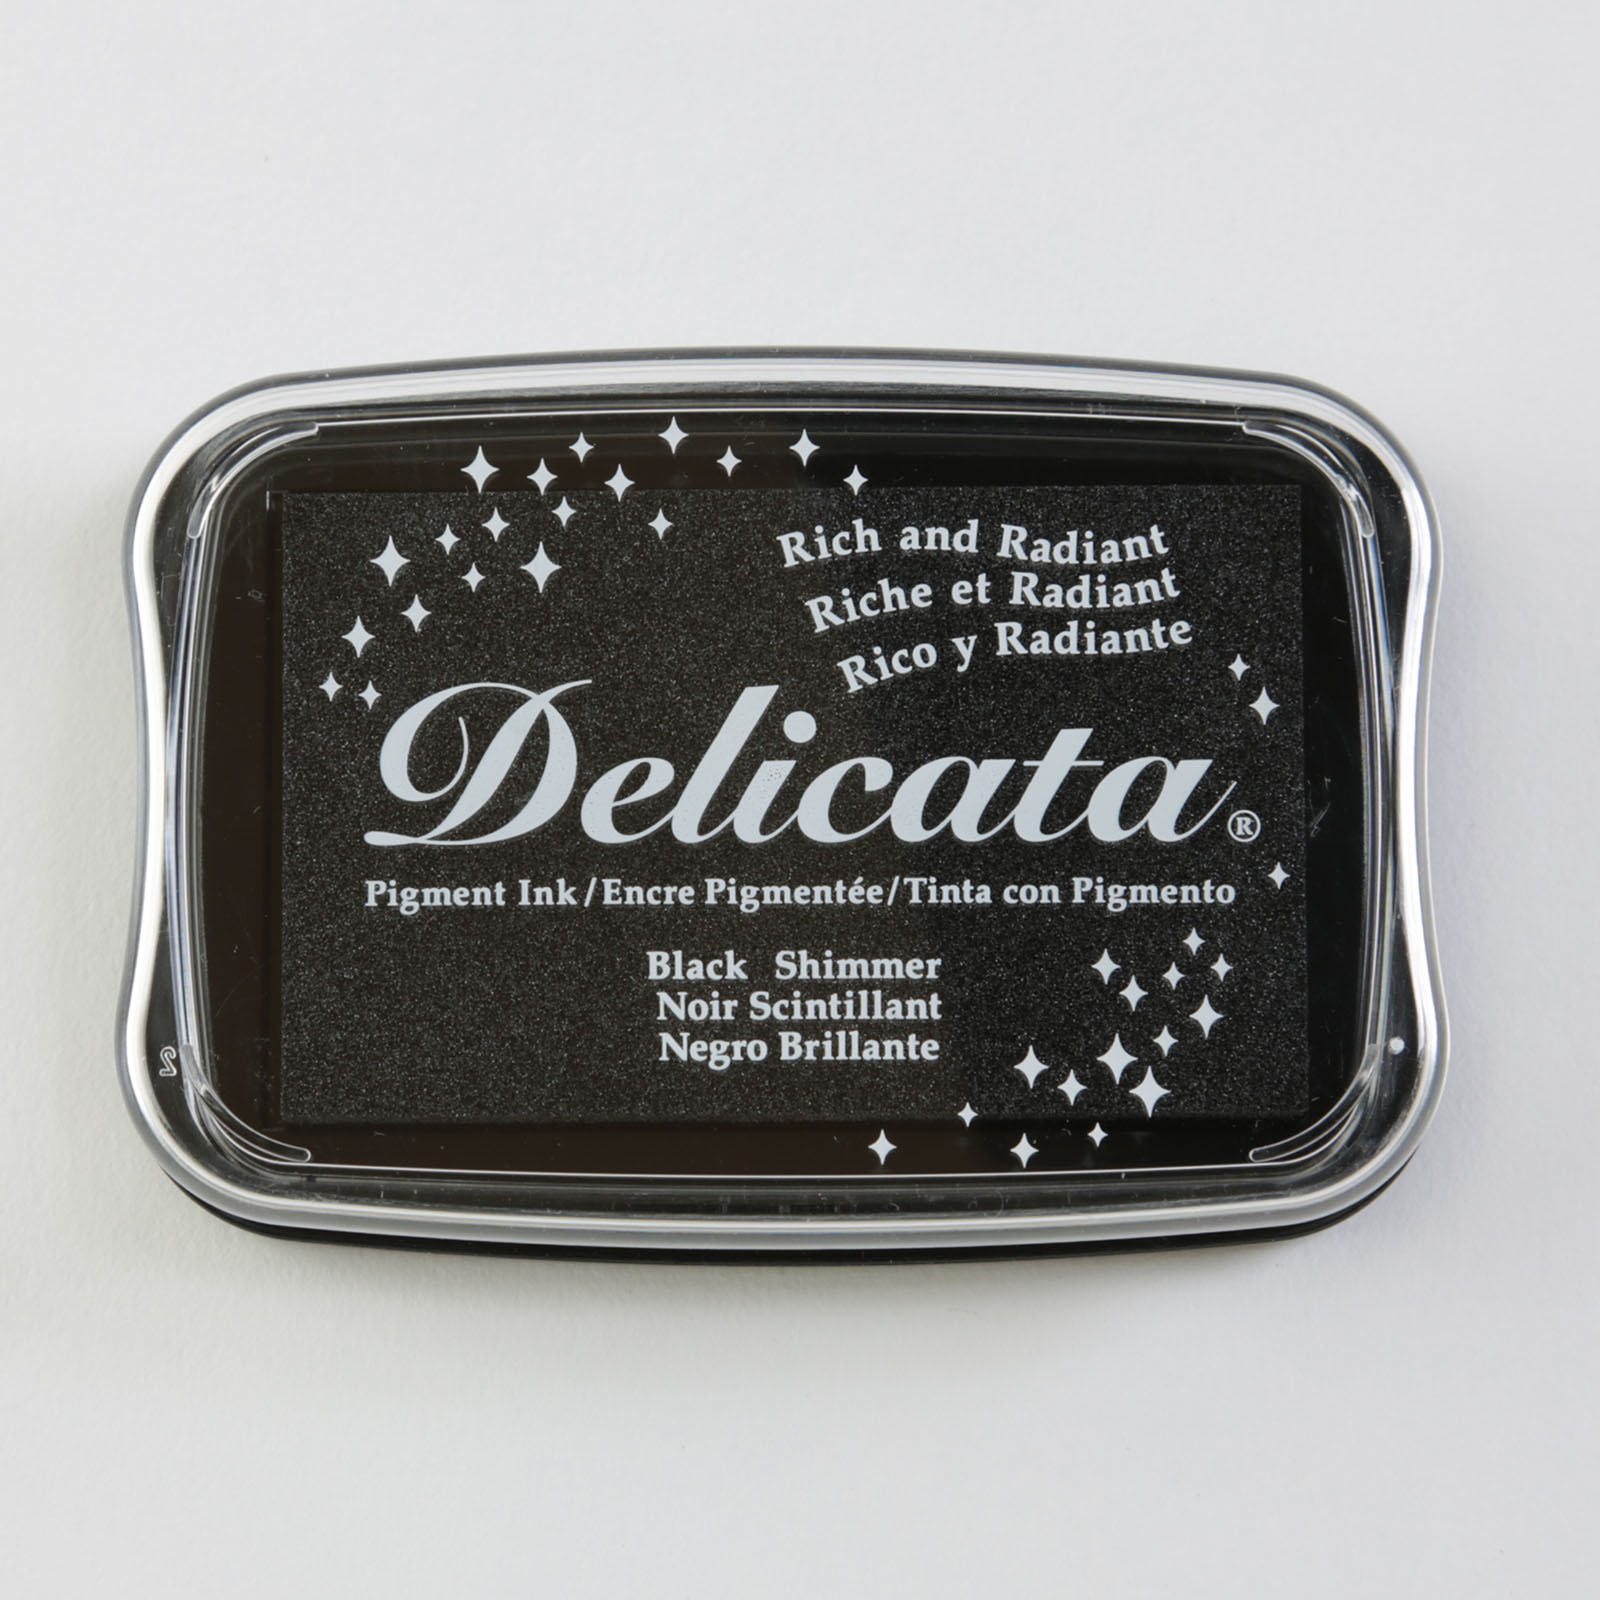 Rich and Radiant
Riche et Radiant
Rico y Radiante
Delicata®
Pigment Ink/Encre Pigmentée/Tinta con Pigmento
Black Shimmer
Noir Scintillant
Negro Brillante
2